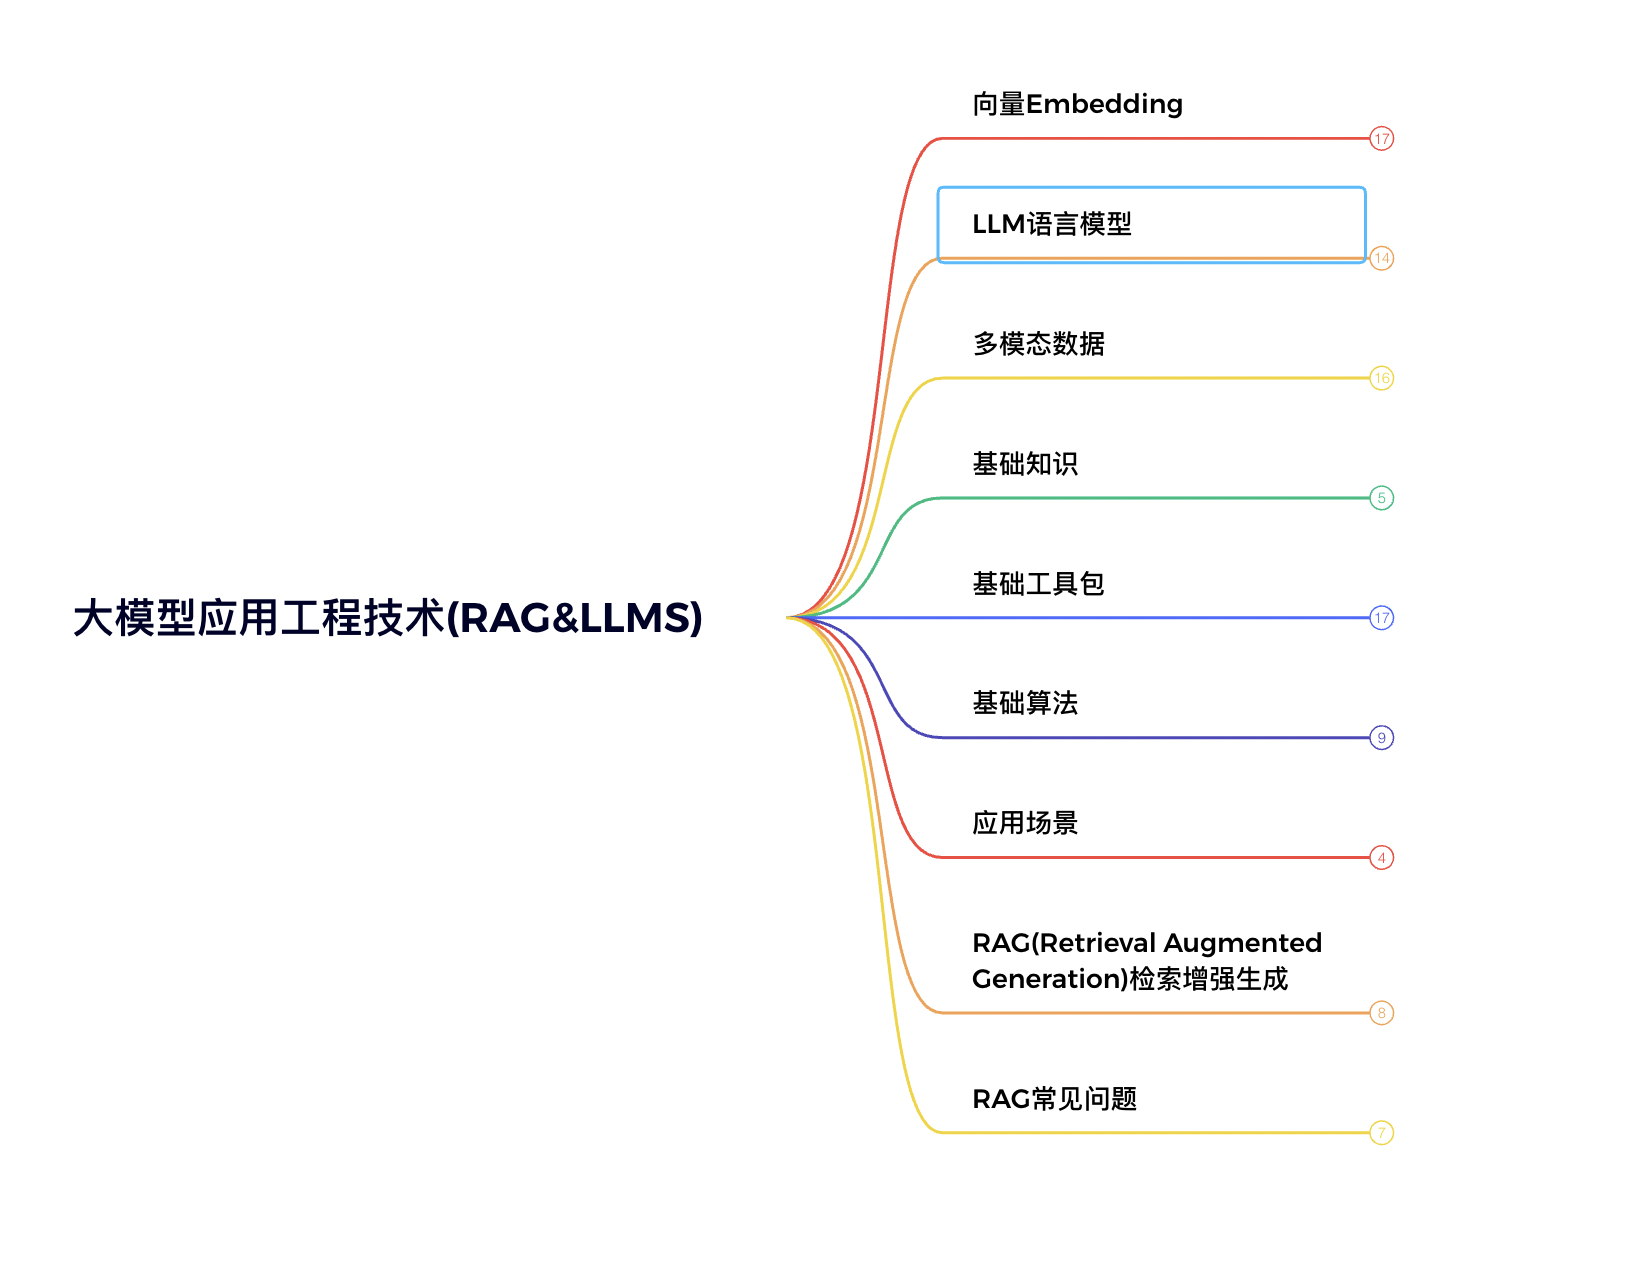 大模型应用工程技术(RAG&LLMS)
向量Embedding
17
LLM语言模型
14
多模态数据
16
基础知识
5
基础工具包
17
基础算法
9
应用场景
4
RAG(Retrieval Augmented
Generation)检索增强生成
8
RAG常见问题
7